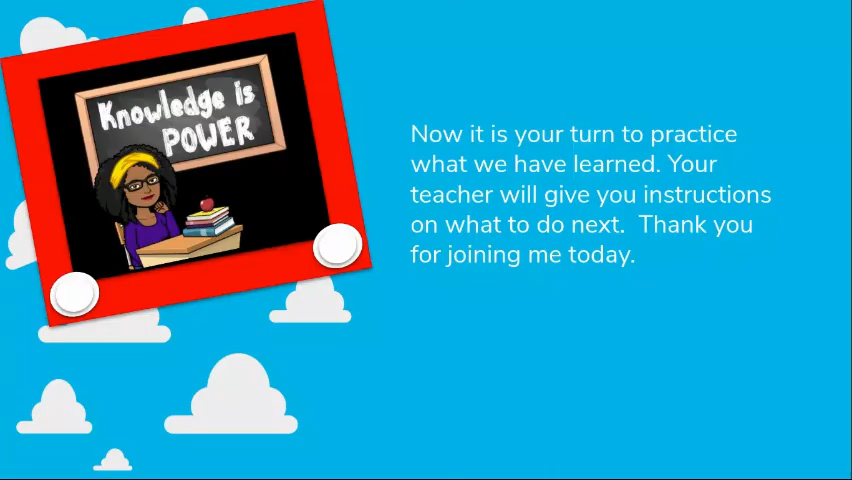 Knowledge is
POWER
Now it is your turn to practice
what we have learned. Your
teacher will give you instructions
on what to do next.  Thank you
for joining me today.